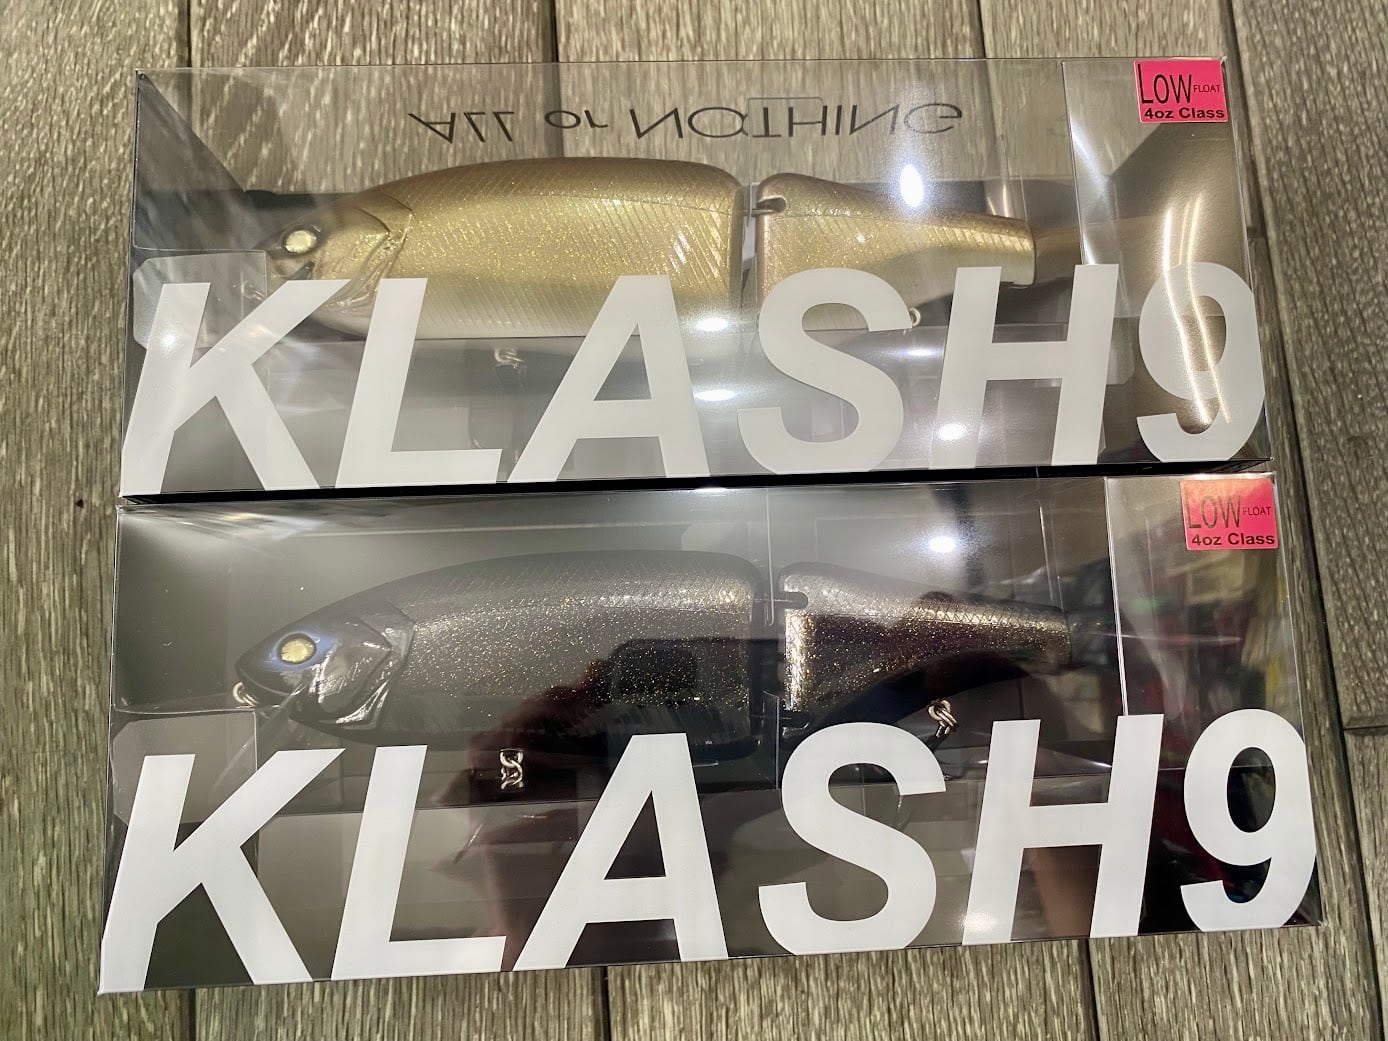 LOW FLOAT
4oz Class
ALL or NOTHING
KLASH9
LOW FLOAT
4oz Class
KLASH9